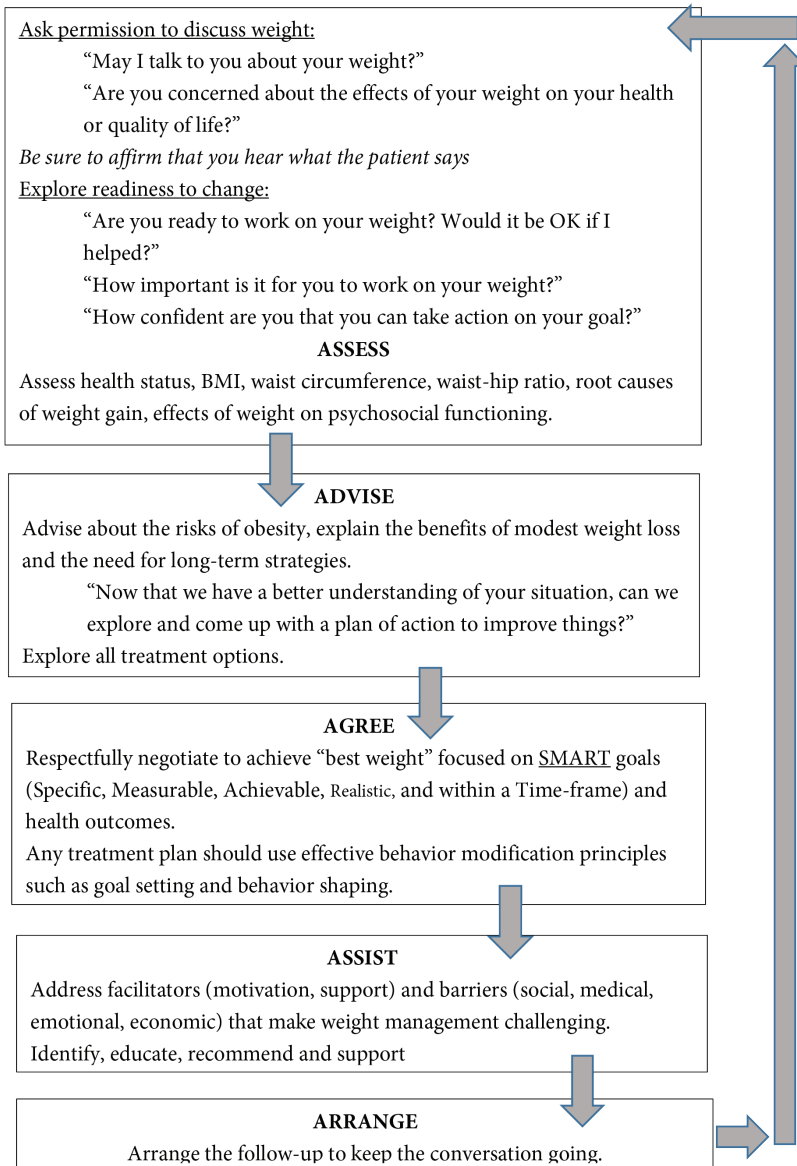 Ask permission to discuss weight:
“May I talk to you about your weight?”
“Are you concerned about the effects of your weight on your health
or quality of life?”
Be sure to affirm that you hear what the patient says
Explore readiness to change:
“Are you ready to work on your weight? Would it be OK if I
helped?”
“How important is it for you to work on your weight?”
“How confident are you that you can take action on your goal?”
ASSESS
Assess health status, BMI, waist circumference, waist-hip ratio, root causes
of weight gain, effects of weight on psychosocial functioning.
ADVISE
Advise about the risks of obesity, explain the benefits of modest weight loss
and the need for long-term strategies.
“Now that we have a better understanding of your situation, can we
explore and come up with a plan of action to improve things?”
Explore all treatment options.
AGREE
Respectfully negotiate to achieve “best weight” focused on SMART goals
(Specific, Measurable, Achievable, Realistic, and within a Time-frame) and
health outcomes.
Any treatment plan should use effective behavior modification principles
such as goal setting and behavior shaping.
ASSIST
Address facilitators (motivation, support) and barriers (social, medical,
emotional, economic) that make weight management challenging.
Identify, educate, recommend and support
ARRANGE
Arrange the follow-up to keep the conversation going.